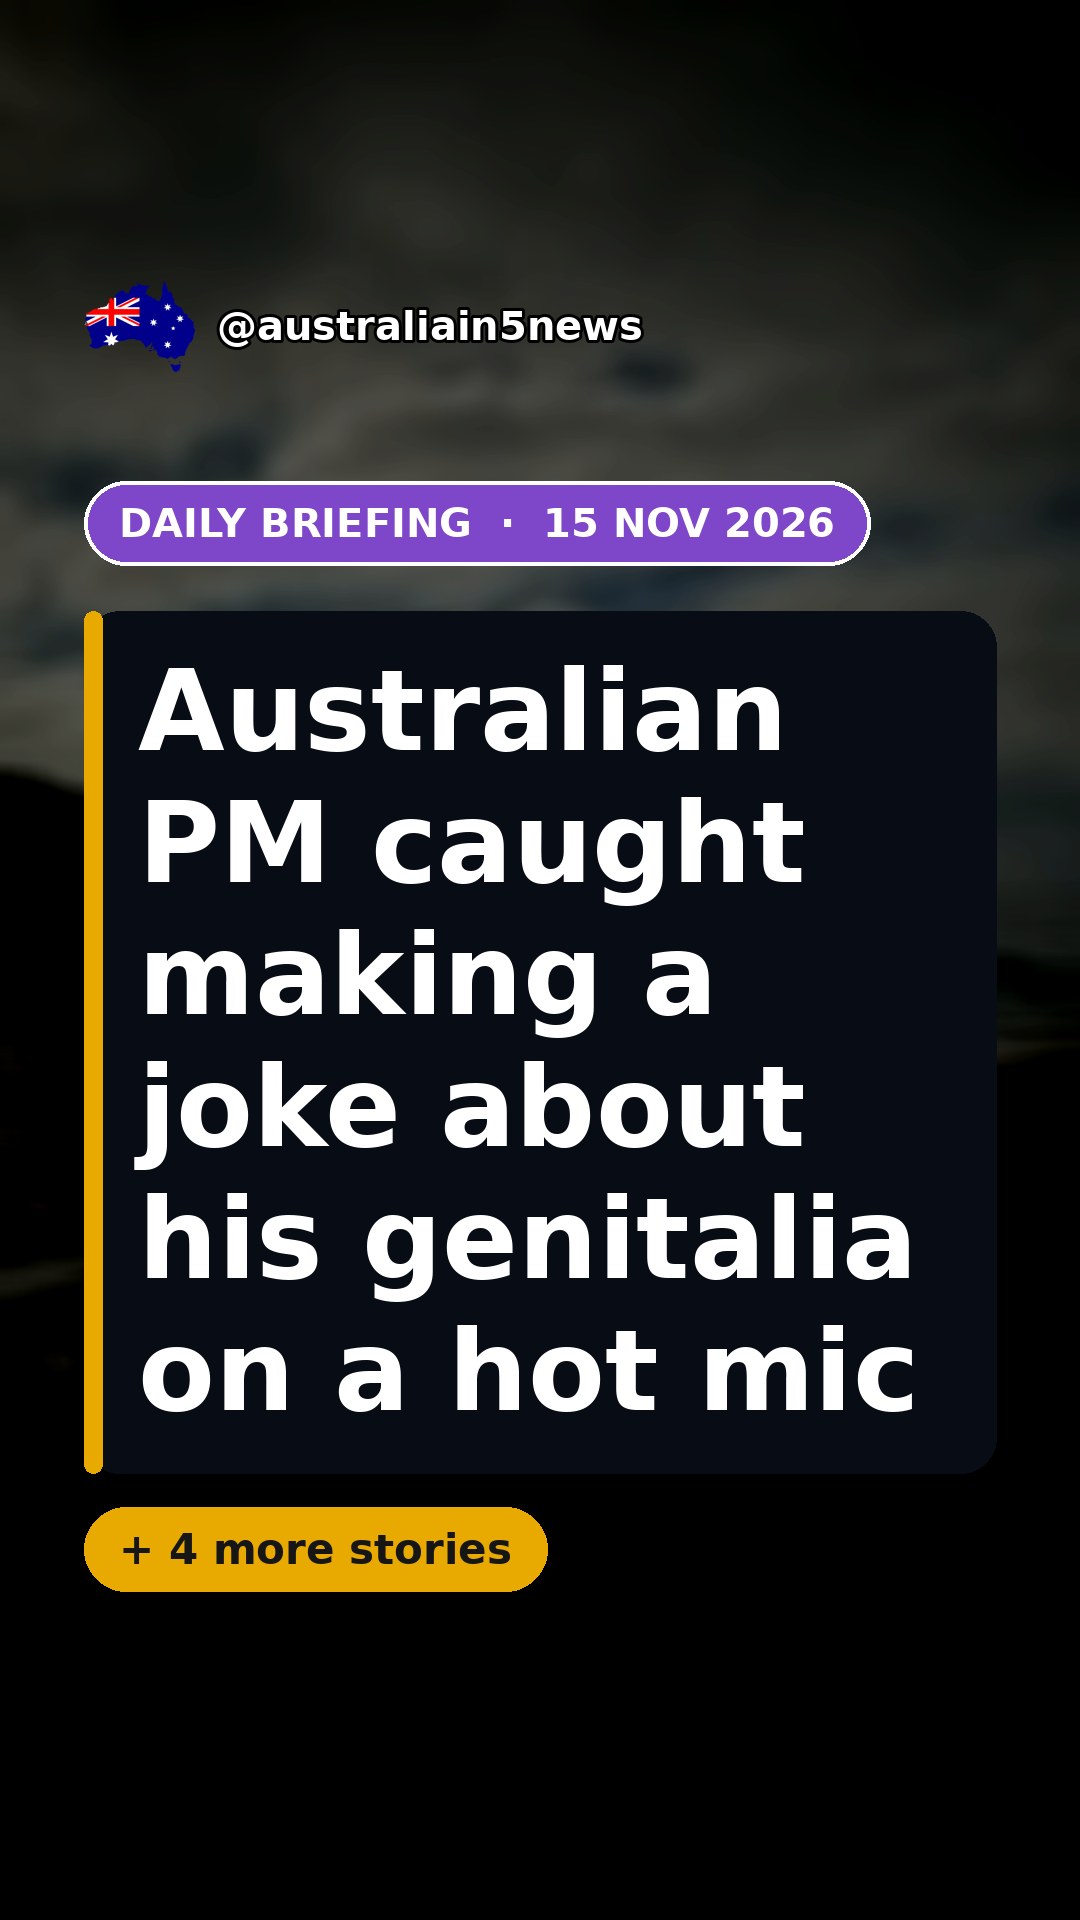 @australiain5news
DAILY BRIEFING · 15 NOV 2026
Australian
PM caught
making a
joke about
his genitalia
on a hot mic
+ 4 more stories